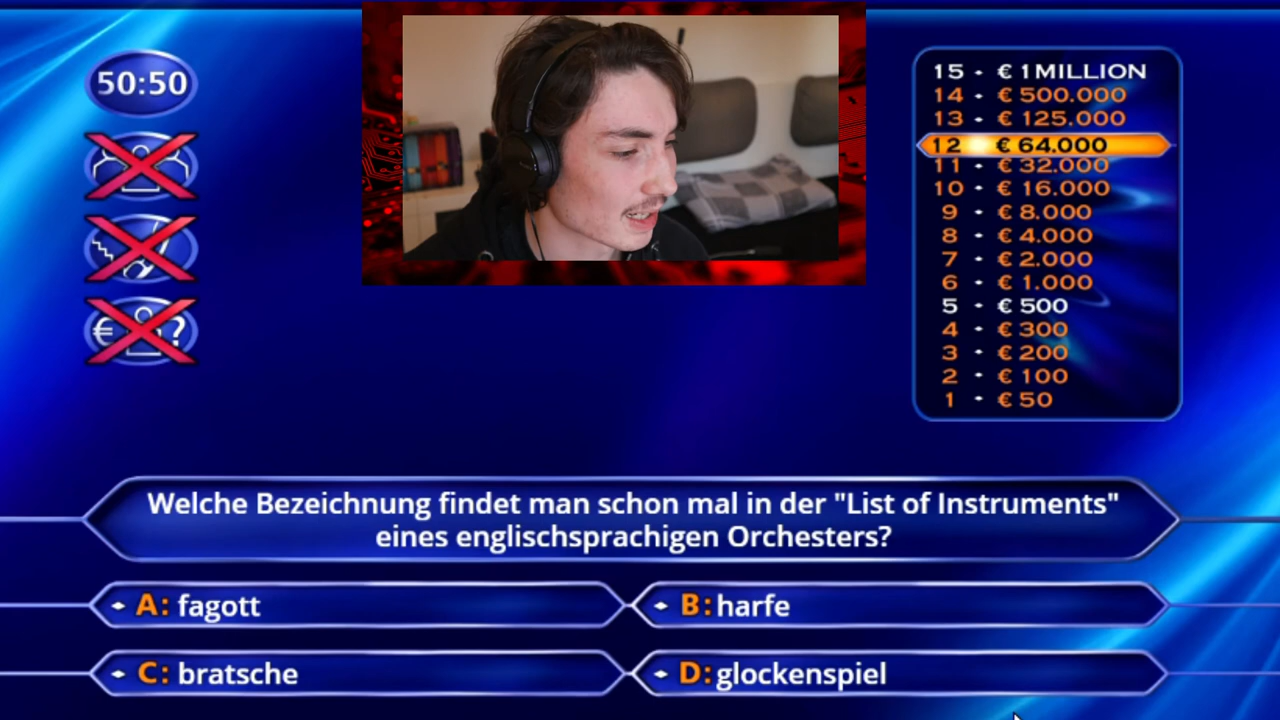 50:50
€ ?
15 • € 1 MILLION
14 • € 500.000
13 • € 125.000
12 € 64.000
11 • € 32.000
10 • € 16.000
9 • € 8.000
8 • € 4.000
7 • € 2.000
6 • € 1.000
5 • € 500
4 • € 300
3 • € 200
2 • € 100
1 • € 50
Welche Bezeichnung findet man schon mal in der "List of Instruments"
eines englischsprachigen Orchesters?
A: fagott
B: harfe
C: bratsche
D: glockenspiel